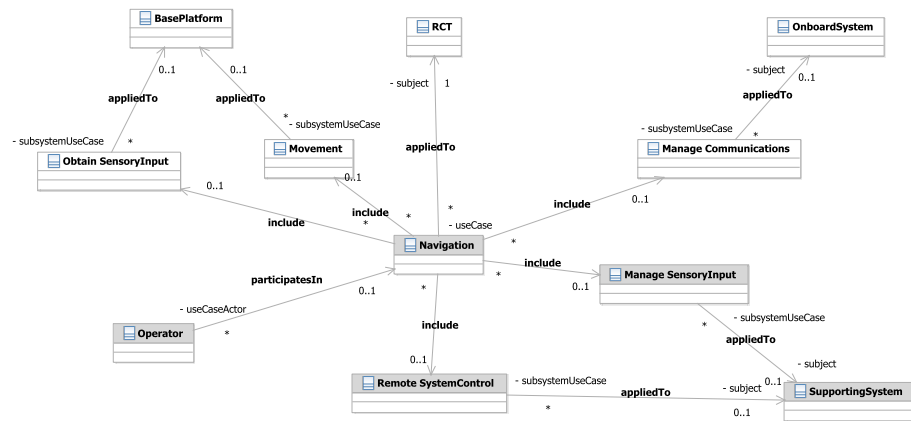 BasePlatform
RCT
OnboardSystem
0..1
0..1
- subject
1
- subject
0..1
appliedTo
appliedTo
appliedTo
*
- subsystemUseCase
- susbystemUseCase
*
- subsystemUseCase
*
Obtain SensoryInput
Movement
appliedTo
Manage Communications
0..1
0..1
0..1
include
*
include
*
*
- useCase
include
*
Navigation
include
*
0..1
Manage SensoryInput
participatesIn
0..1
*
- useCaseActor
*
Operator
include
- subsystemUseCase
*
appliedTo
0..1
- subject
0..1
Remote SystemControl
- subsystemUseCase
*
appliedTo
- subject
0..1
SupportingSystem